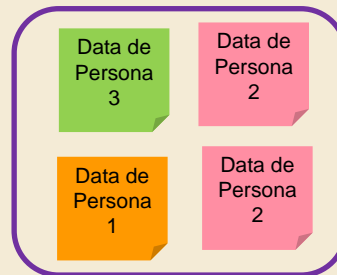 Data de
Persona
3
Data de
Persona
2
Data de
Persona
1
Data de
Persona
2